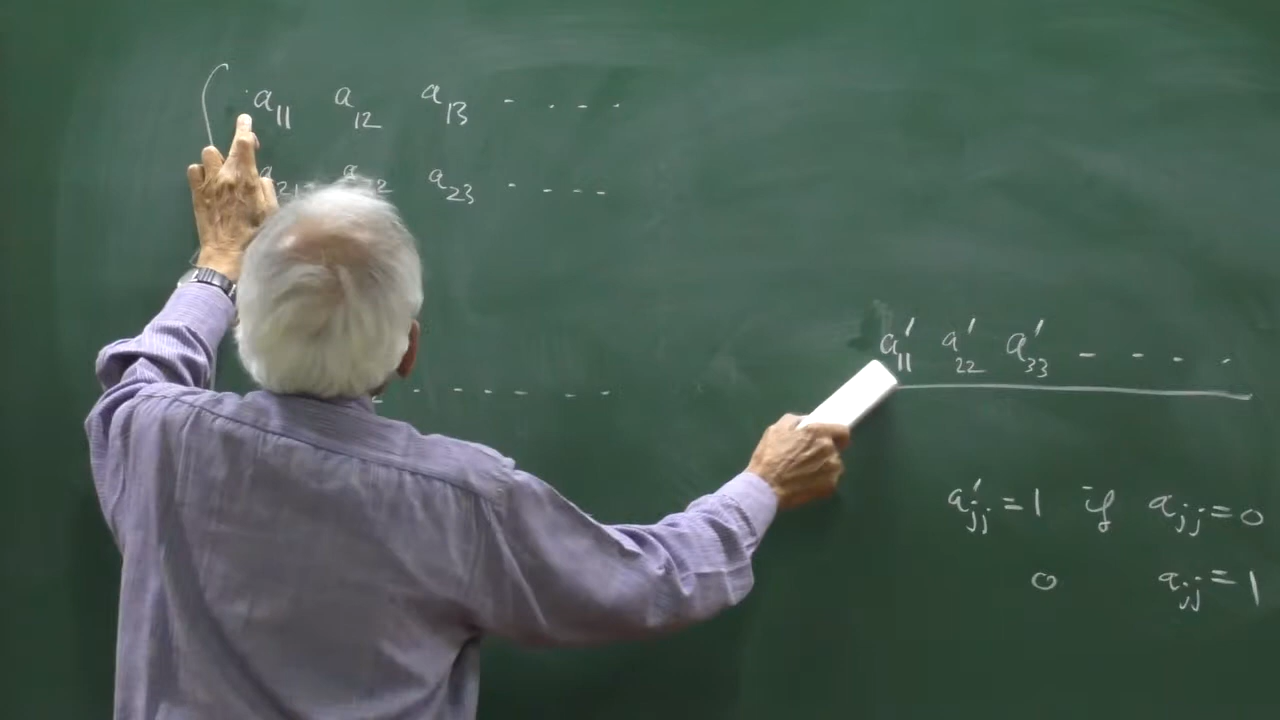 ( a₁₁ a₁₂ a₁₃ - . - .
a₂₁ a₂₂ a₂₃ - - - -
. - - - - -
a′₁₁ a′₂₂ a′₃₃ - - - .
a′ⱼⱼ = 1 if aⱼⱼ = 0
0 aⱼⱼ = 1